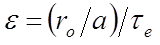 ε = (r_o/a)/τ_e